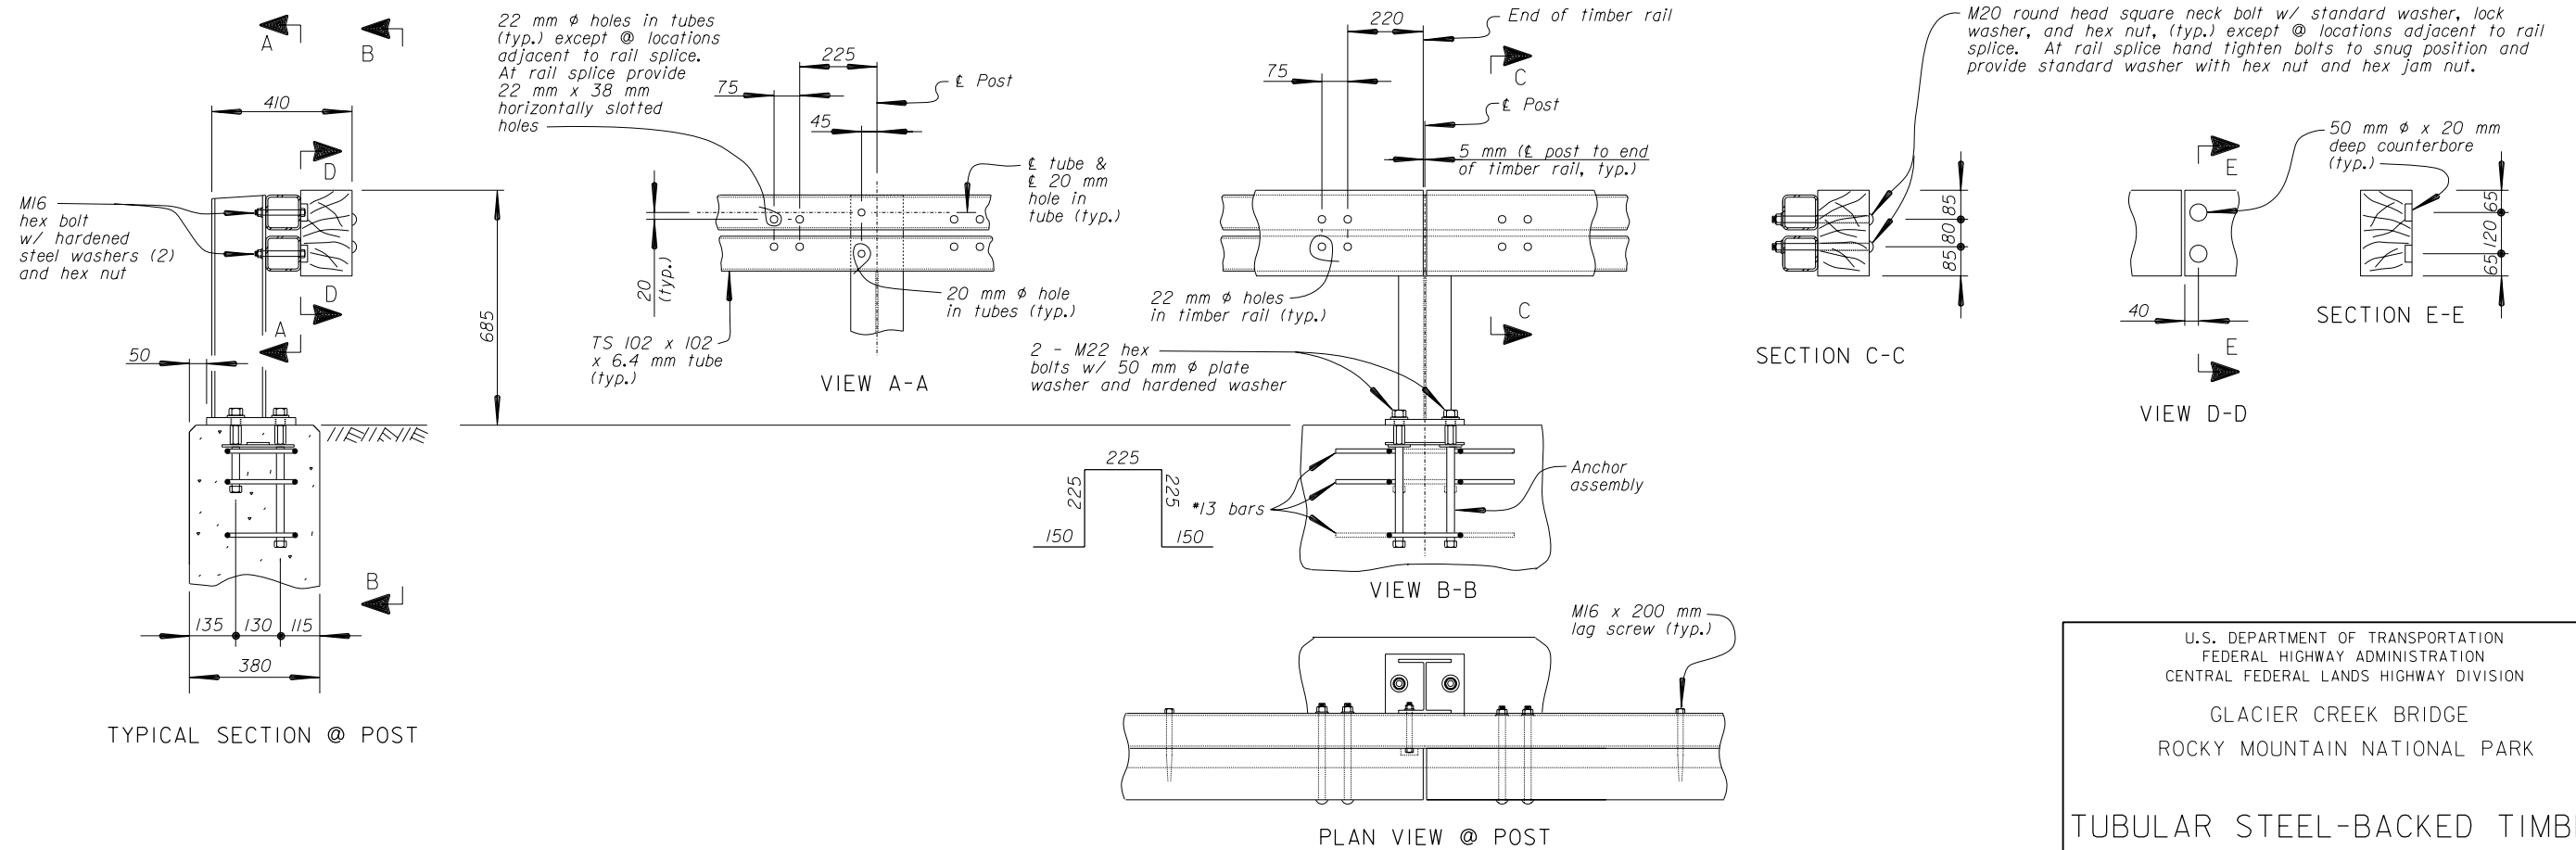 A
B
410
D
M16
hex bolt
w/ hardened
steel washers (2)
and hex nut
D
A
50
685
B
135
130
115
380
TYPICAL SECTION @ POST
22 mm ϕ holes in tubes
(typ.) except @ locations
adjacent to rail splice.
At rail splice provide
22 mm x 38 mm
horizontally slotted
holes
225
75
45
℄ Post
℄ tube &
℄ 20 mm
hole in
tube (typ.)
20
(typ.)
20 mm ϕ hole
in tubes (typ.)
TS 102 x 102
x 6.4 mm tube
(typ.)
VIEW A-A
220
End of timber rail
75
C
℄ Post
5 mm (℄ post to end
of timber rail, typ.)
22 mm ϕ holes
in timber rail (typ.)
C
2 - M22 hex
bolts w/ 50 mm ϕ plate
washer and hardened washer
225
225
225
150
150
#13 bars
Anchor
assembly
VIEW B-B
M16 x 200 mm
lag screw (typ.)
PLAN VIEW @ POST
M20 round head square neck bolt w/ standard washer, lock
washer, and hex nut, (typ.) except @ locations adjacent to rail
splice. At rail splice hand tighten bolts to snug position and
provide standard washer with hex nut and hex jam nut.
85
80
85
SECTION C-C
E
50 mm ϕ x 20 mm
deep counterbore
(typ.)
40
E
VIEW D-D
65
120
65
SECTION E-E
U.S. DEPARTMENT OF TRANSPORTATION
FEDERAL HIGHWAY ADMINISTRATION
CENTRAL FEDERAL LANDS HIGHWAY DIVISION
GLACIER CREEK BRIDGE
ROCKY MOUNTAIN NATIONAL PARK
TUBULAR STEEL-BACKED TIMB